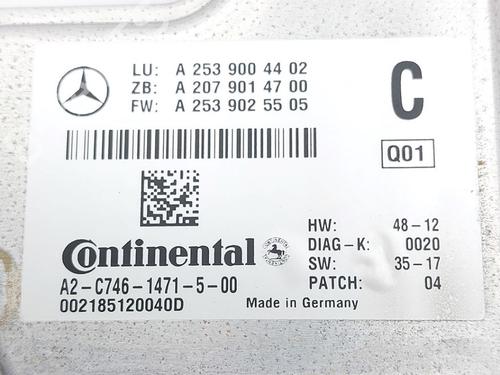 LU: A 253 900 44 02
ZB: A 207 901 47 00
FW: A 253 902 55 05
C
Q01
Continental
A2-C746-1471-5-00
002185120040D
HW: 48-12
DIAG-K: 0020
SW: 35-17
PATCH: 04
Made in Germany